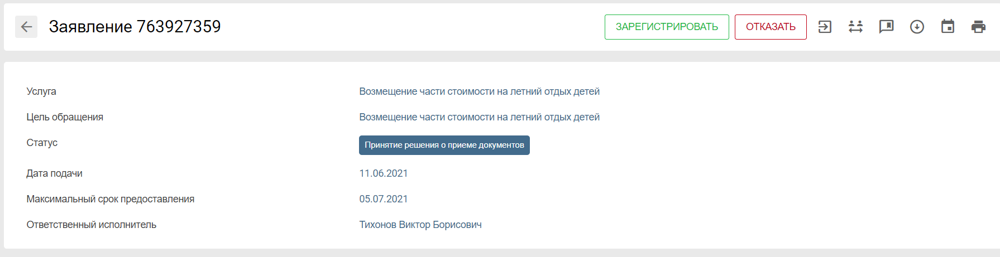 Заявление 763927359
ЗАРЕГИСТРИРОВАТЬ ОТКАЗАТЬ
Услуга Возмещение части стоимости на летний отдых детей
Цель обращения Возмещение части стоимости на летний отдых детей
Статус Принятие решения о приеме документов
Дата подачи 11.06.2021
Максимальный срок предоставления 05.07.2021
Ответственный исполнитель Тихонов Виктор Борисович